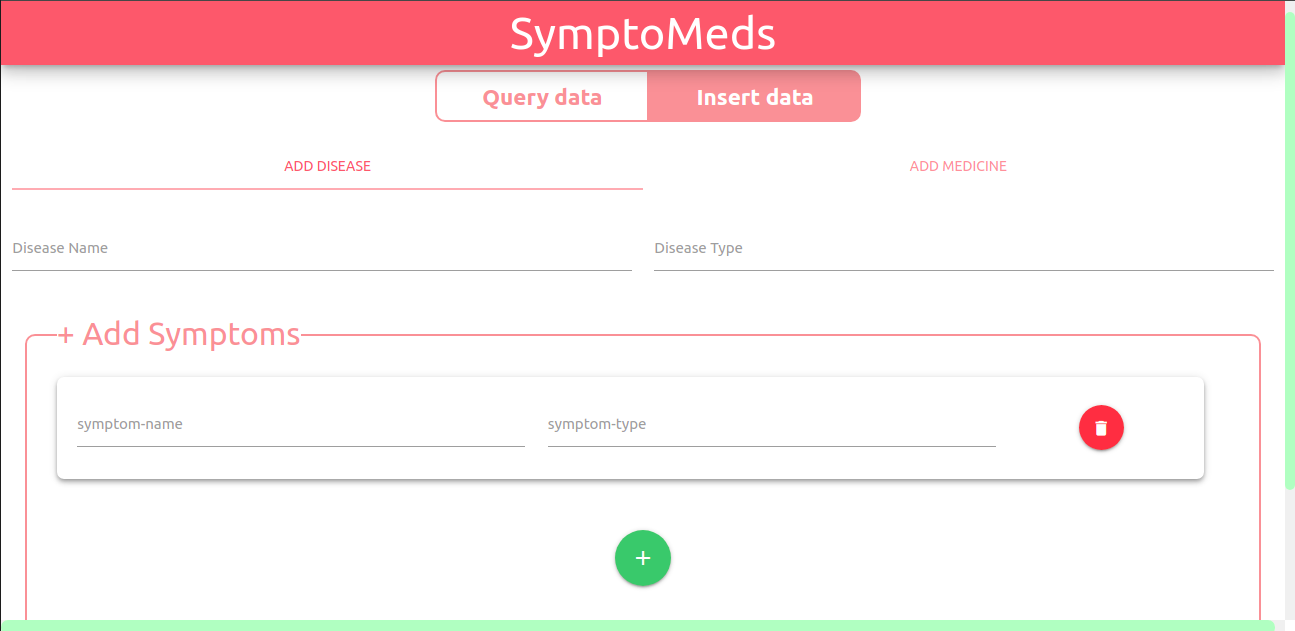 SymptoMeds
Query data
Insert data
ADD DISEASE
ADD MEDICINE
Disease Name
Disease Type
+ Add Symptoms
symptom-name
symptom-type
+